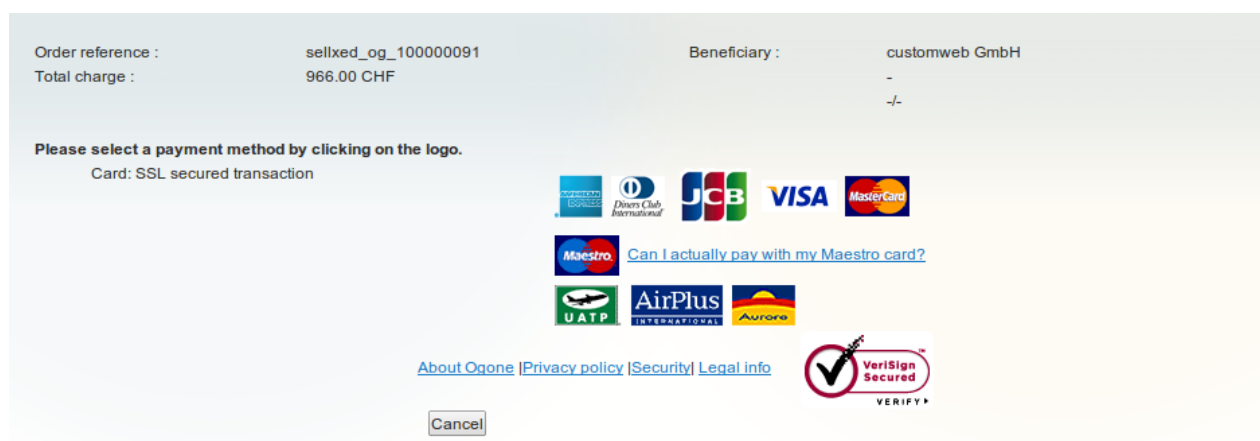 Order reference : sellxed_og_100000091 Beneficiary : customweb GmbH
Total charge : 966.00 CHF -
-/-
Please select a payment method by clicking on the logo.
Card: SSL secured transaction
AMERICAN EXPRESS Diners Club International JCB VISA MasterCard
Maestro Can I actually pay with my Maestro card?
UATP AirPlus INTERNATIONAL Aurore
About Ogone |Privacy policy |Security| Legal info
VeriSign
Secured
VERIFY
Cancel